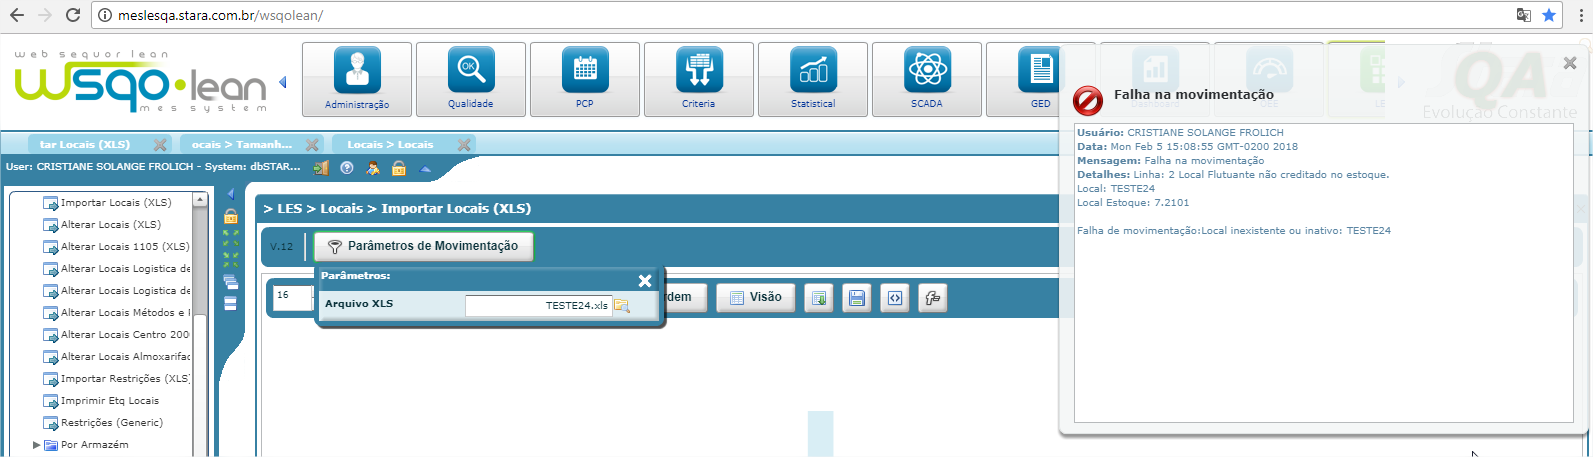 meslesqa.stara.com.br/wsqolean/
web sequor lean
wsqo lean
mes system
Administração
Qualidade
PCP
Criteria
Statistical
SCADA
GED
Dashboard
OEE
QA
Evolução Constante
tar Locais (XLS)
ocais > Tamanh...
Locais > Locais
User: CRISTIANE SOLANGE FROLICH - System: dbSTAR...
Importar Locais (XLS)
Alterar Locais (XLS)
Alterar Locais 1105 (XLS)
Alterar Locais Logistica de
Alterar Locais Logistica de
Alterar Locais Métodos e
Alterar Locais Centro 200
Alterar Locais Almoxarifad
Importar Restrições (XLS)
Imprimir Etq Locais
Restrições (Generic)
Por Armazém
> LES > Locais > Importar Locais (XLS)
V.12
Parâmetros de Movimentação
Parâmetros:
Arquivo XLS
TESTE24.xls
16
rdem
Visão
Falha na movimentação
Usuário: CRISTIANE SOLANGE FROLICH
Data: Mon Feb 5 15:08:55 GMT-0200 2018
Mensagem: Falha na movimentação
Detalhes: Linha: 2 Local Flutuante não creditado no estoque.
Local: TESTE24
Local Estoque: 7.2101
Falha de movimentação:Local inexistente ou inativo: TESTE24